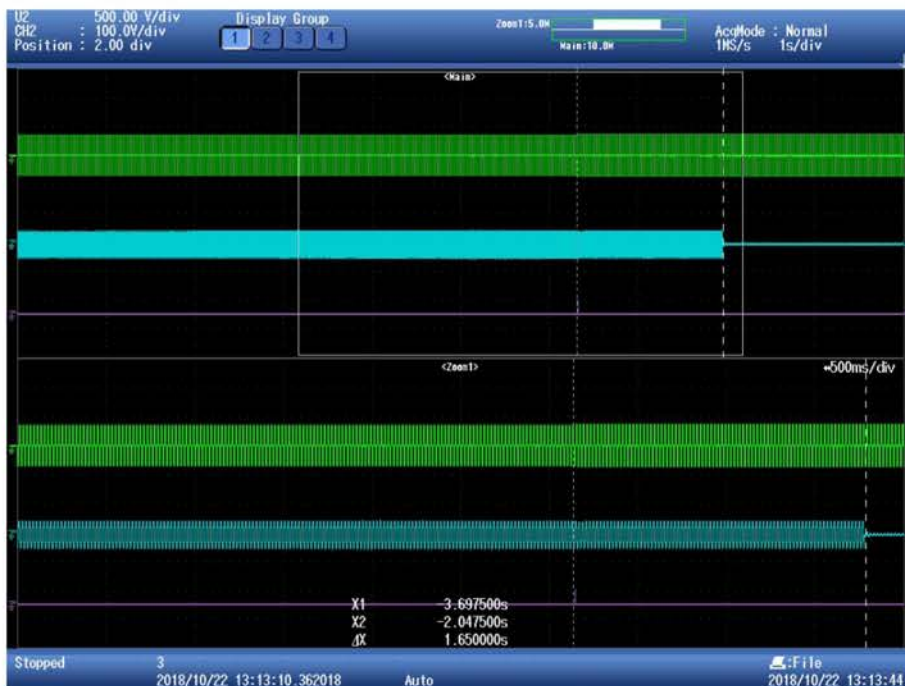 U2 500.00 V/div
CH2 : 100.0V/div
Position : 2.00 div
Display Group
1 2 3 4
Zoom1:5.0M
Main:10.0M
AcqMode : Normal
1MS/s 1s/div
<Main>
<Zoom1>
500ms/div
X1 -3.697500s
X2 -2.047500s
ΔX 1.650000s
Stopped 3
:File
2018/10/22 13:13:10.362018 Auto 2018/10/22 13:13:44